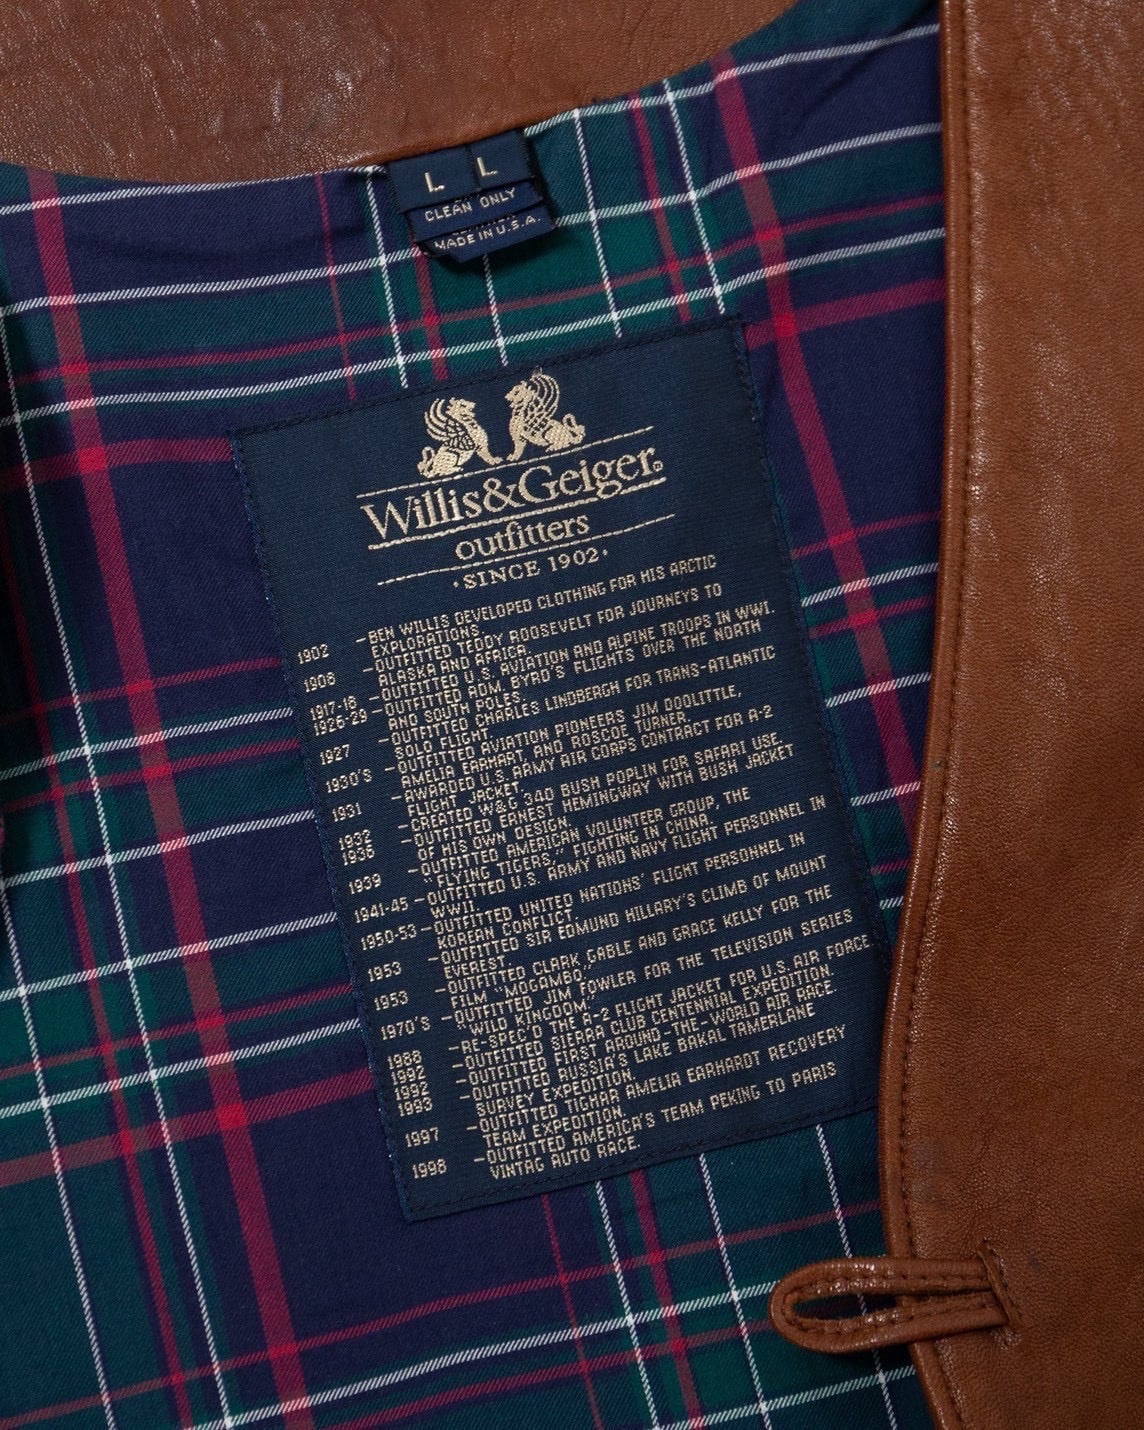 L L
CLEAN ONLY
MADE IN U.S.A.
Willis&Geiger®
outfitters
·SINCE 1902·
1902 -BEN WILLIS DEVELOPED CLOTHING FOR HIS ARCTIC
EXPLORATIONS.
1908 -OUTFITTED TEDDY ROOSEVELT FOR JOURNEYS TO
ALASKA AND AFRICA.
1917-18 -OUTFITTED U.S. AVIATION AND ALPINE TROOPS IN WWI.
1926-29 -OUTFITTED ADM. BYRD'S FLIGHTS OVER THE NORTH
AND SOUTH POLES.
1927 -OUTFITTED CHARLES LINDBERGH FOR TRANS-ATLANTIC
SOLO FLIGHT.
1930'S -OUTFITTED AVIATION PIONEERS JIM DOOLITTLE,
AMELIA EARHART, AND ROSCOE TURNER.
1931 -AWARDED U.S. ARMY AIR CORPS CONTRACT FOR A-2
FLIGHT JACKET.
1932 -CREATED W&G 340 BUSH POPLIN FOR SAFARI USE.
1936 -OUTFITTED ERNEST HEMINGWAY WITH BUSH JACKET
OF HIS OWN DESIGN.
1939 -OUTFITTED AMERICAN VOLUNTEER GROUP, THE
"FLYING TIGERS," FIGHTING IN CHINA.
1941-45 -OUTFITTED U.S. ARMY AND NAVY FLIGHT PERSONNEL IN
WWII.
1950-53 -OUTFITTED UNITED NATIONS' FLIGHT PERSONNEL IN
KOREAN CONFLICT.
1953 -OUTFITTED SIR EDMUND HILLARY'S CLIMB OF MOUNT
EVEREST.
1953 -OUTFITTED CLARK GABLE AND GRACE KELLY FOR THE
FILM "MOGAMBO."
1970'S -OUTFITTED JIM FOWLER FOR THE TELEVISION SERIES
"WILD KINGDOM."
1988 -RE-SPEC'D THE A-2 FLIGHT JACKET FOR U.S. AIR FORCE
1992 -OUTFITTED SIERRA CLUB CENTENNIAL EXPEDITION.
1992 -OUTFITTED FIRST AROUND-THE-WORLD AIR RACE.
1993 -OUTFITTED RUSSIA'S LAKE BAKAL TAMERLANE
SURVEY EXPEDITION.
1997 -OUTFITTED TIGHAR AMELIA EARHARDT RECOVERY
TEAM EXPEDITION.
1998 -OUTFITTED AMERICA'S TEAM PEKING TO PARIS
VINTAG AUTO RACE.